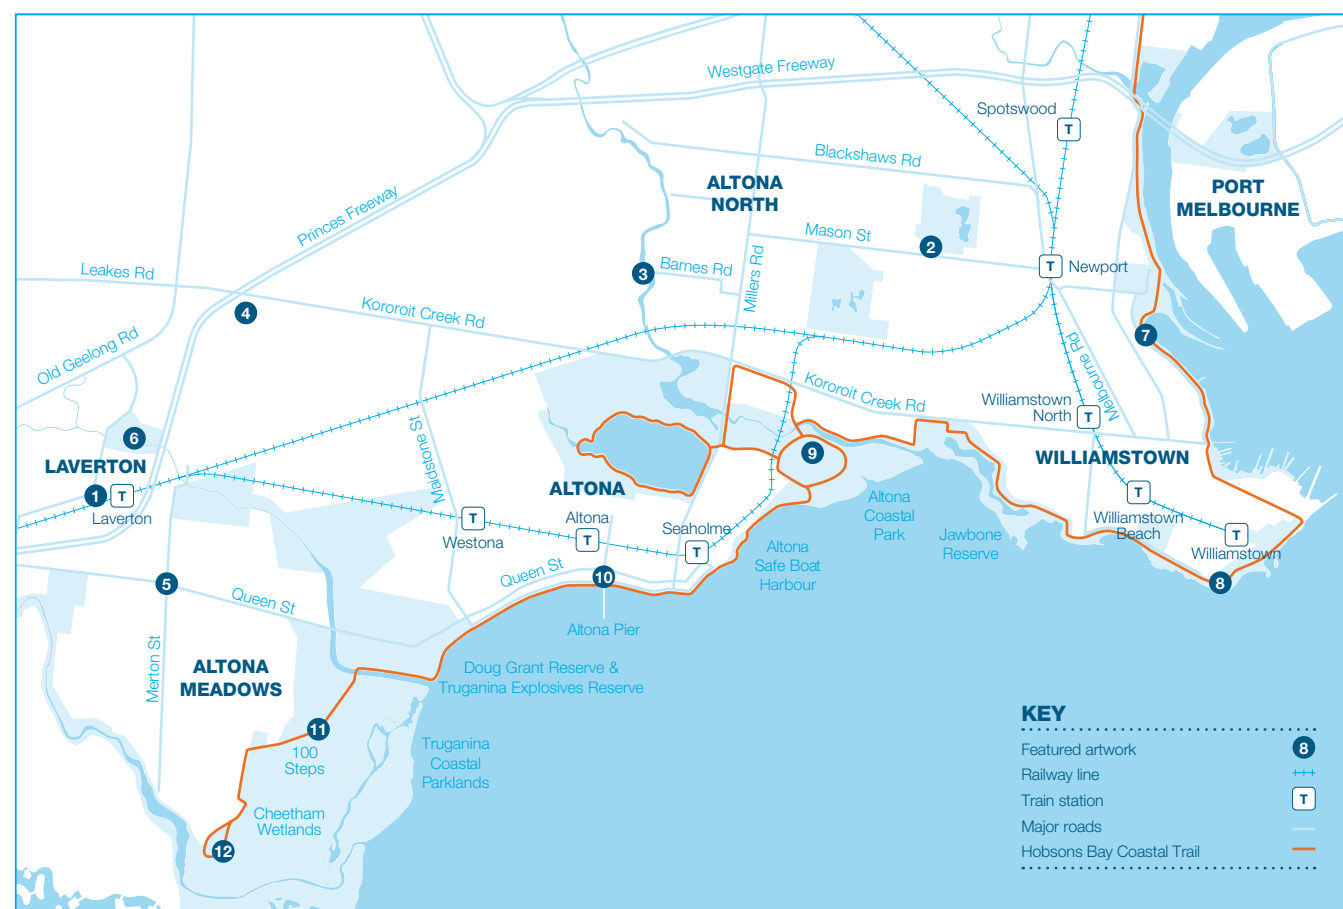 Westgate Freeway
Spotswood
T
Blackshaws Rd
ALTONA
NORTH
PORT
MELBOURNE
Princes Freeway
Mason St
2
Leakes Rd
3
Barnes Rd
Millers Rd
T
Newport
4
Kororoit Creek Rd
7
Old Geelong Rd
Melbourne Rd
Kororoit Creek Rd
Williamstown
North
T
6
Maidstone St
9
LAVERTON
WILLIAMSTOWN
1
T
Laverton
ALTONA
Altona
T
T
Westona
Seaholme
T
Altona
Coastal
Park
T
Williamstown
Beach
T
Williamstown
Jawbone
Reserve
Altona
Safe Boat
Harbour
5
Queen St
Queen St
10
8
Altona Pier
Merton St
ALTONA
MEADOWS
Doug Grant Reserve &
Truganina Explosives Reserve
11
100
Steps
Truganina
Coastal
Parklands
Cheetham
Wetlands
12
KEY
Featured artwork
8
Railway line
Train station
T
Major roads
Hobsons Bay Coastal Trail